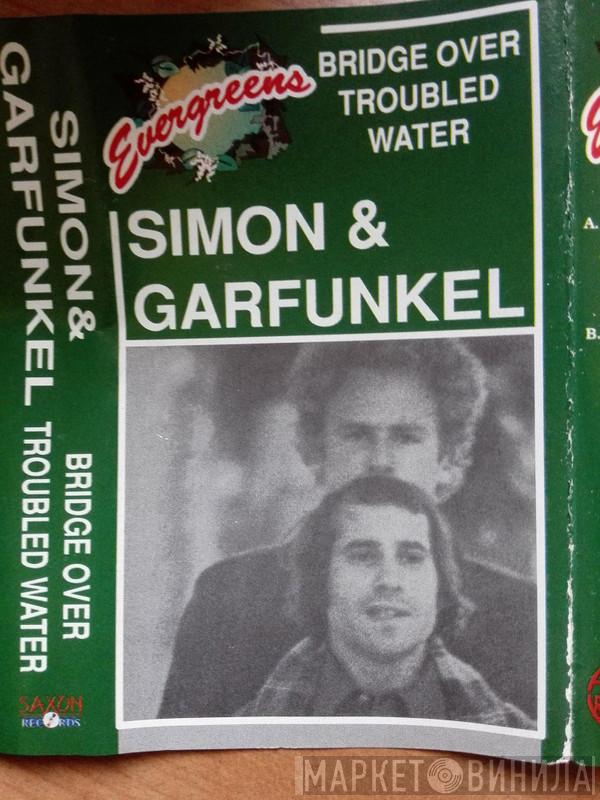 SIMON &
GARFUNKEL
BRIDGE OVER
TROUBLED WATER
SAXON
RECORDS
Evergreens
BRIDGE OVER
TROUBLED
WATER
SIMON &
GARFUNKEL
A.
B.
МАРКЕТ ВИНИЛА